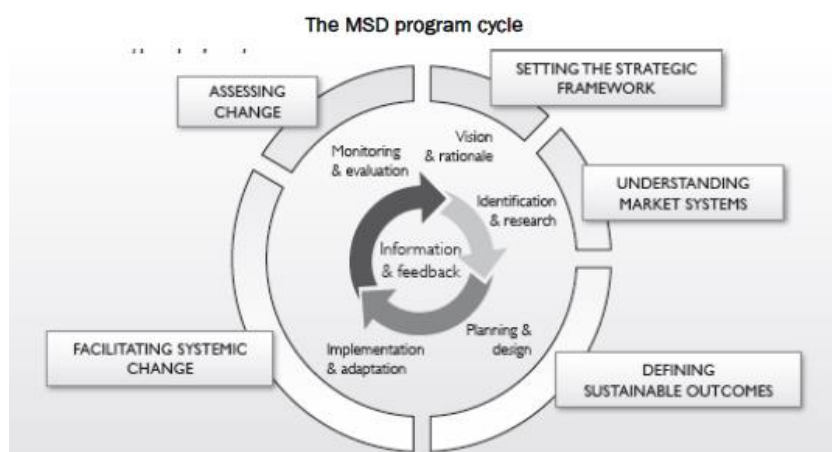 The MSD program cycle
ASSESSING
CHANGE
SETTING THE STRATEGIC
FRAMEWORK
Monitoring
& evaluation
Vision
& rationale
Identification
& research
UNDERSTANDING
MARKET SYSTEMS
Information
& feedback
Planning &
design
Implementation
& adaptation
FACILITATING SYSTEMIC
CHANGE
DEFINING
SUSTAINABLE OUTCOMES